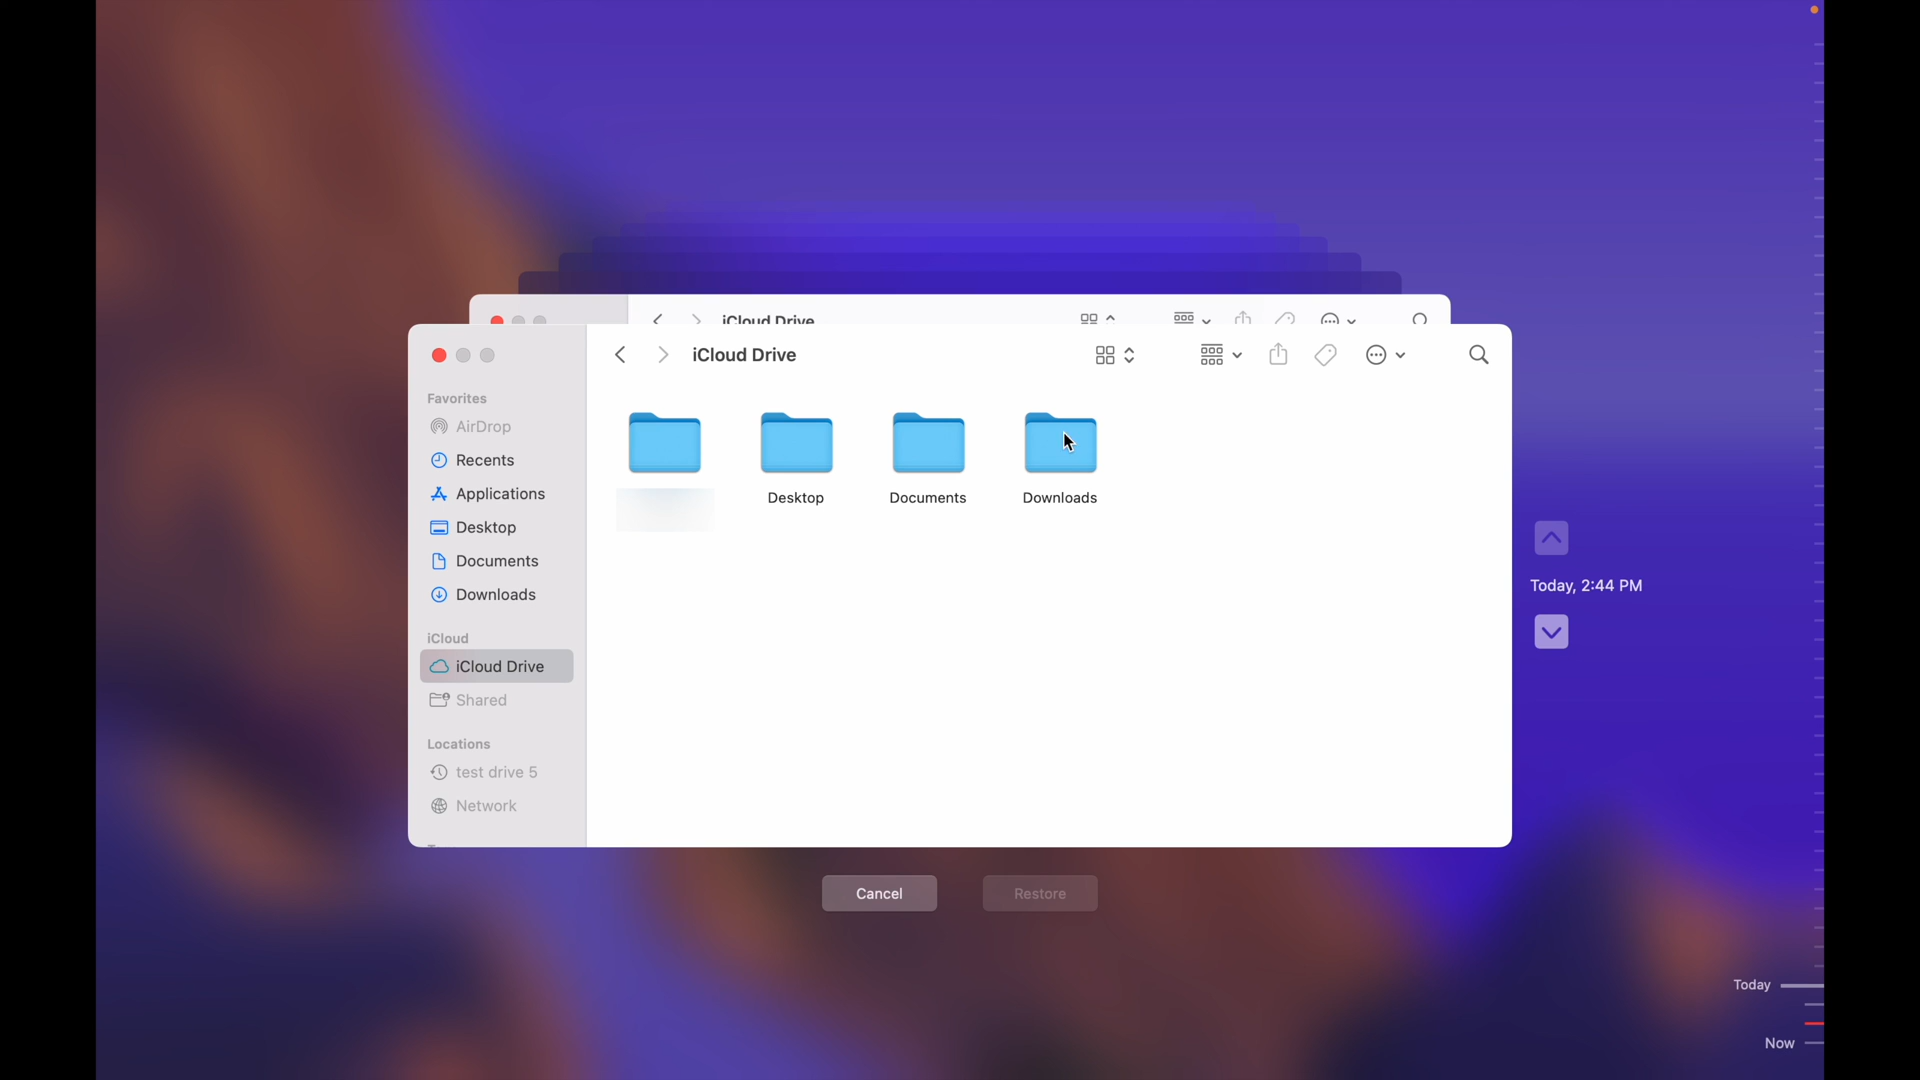 iCloud Drive
iCloud Drive
Favorites
AirDrop
Recents
Applications
Desktop
Documents
Downloads
iCloud
iCloud Drive
Shared
Locations
test drive 5
Network
Desktop
Documents
Downloads
Today, 2:44 PM
Cancel
Restore
Today
Now